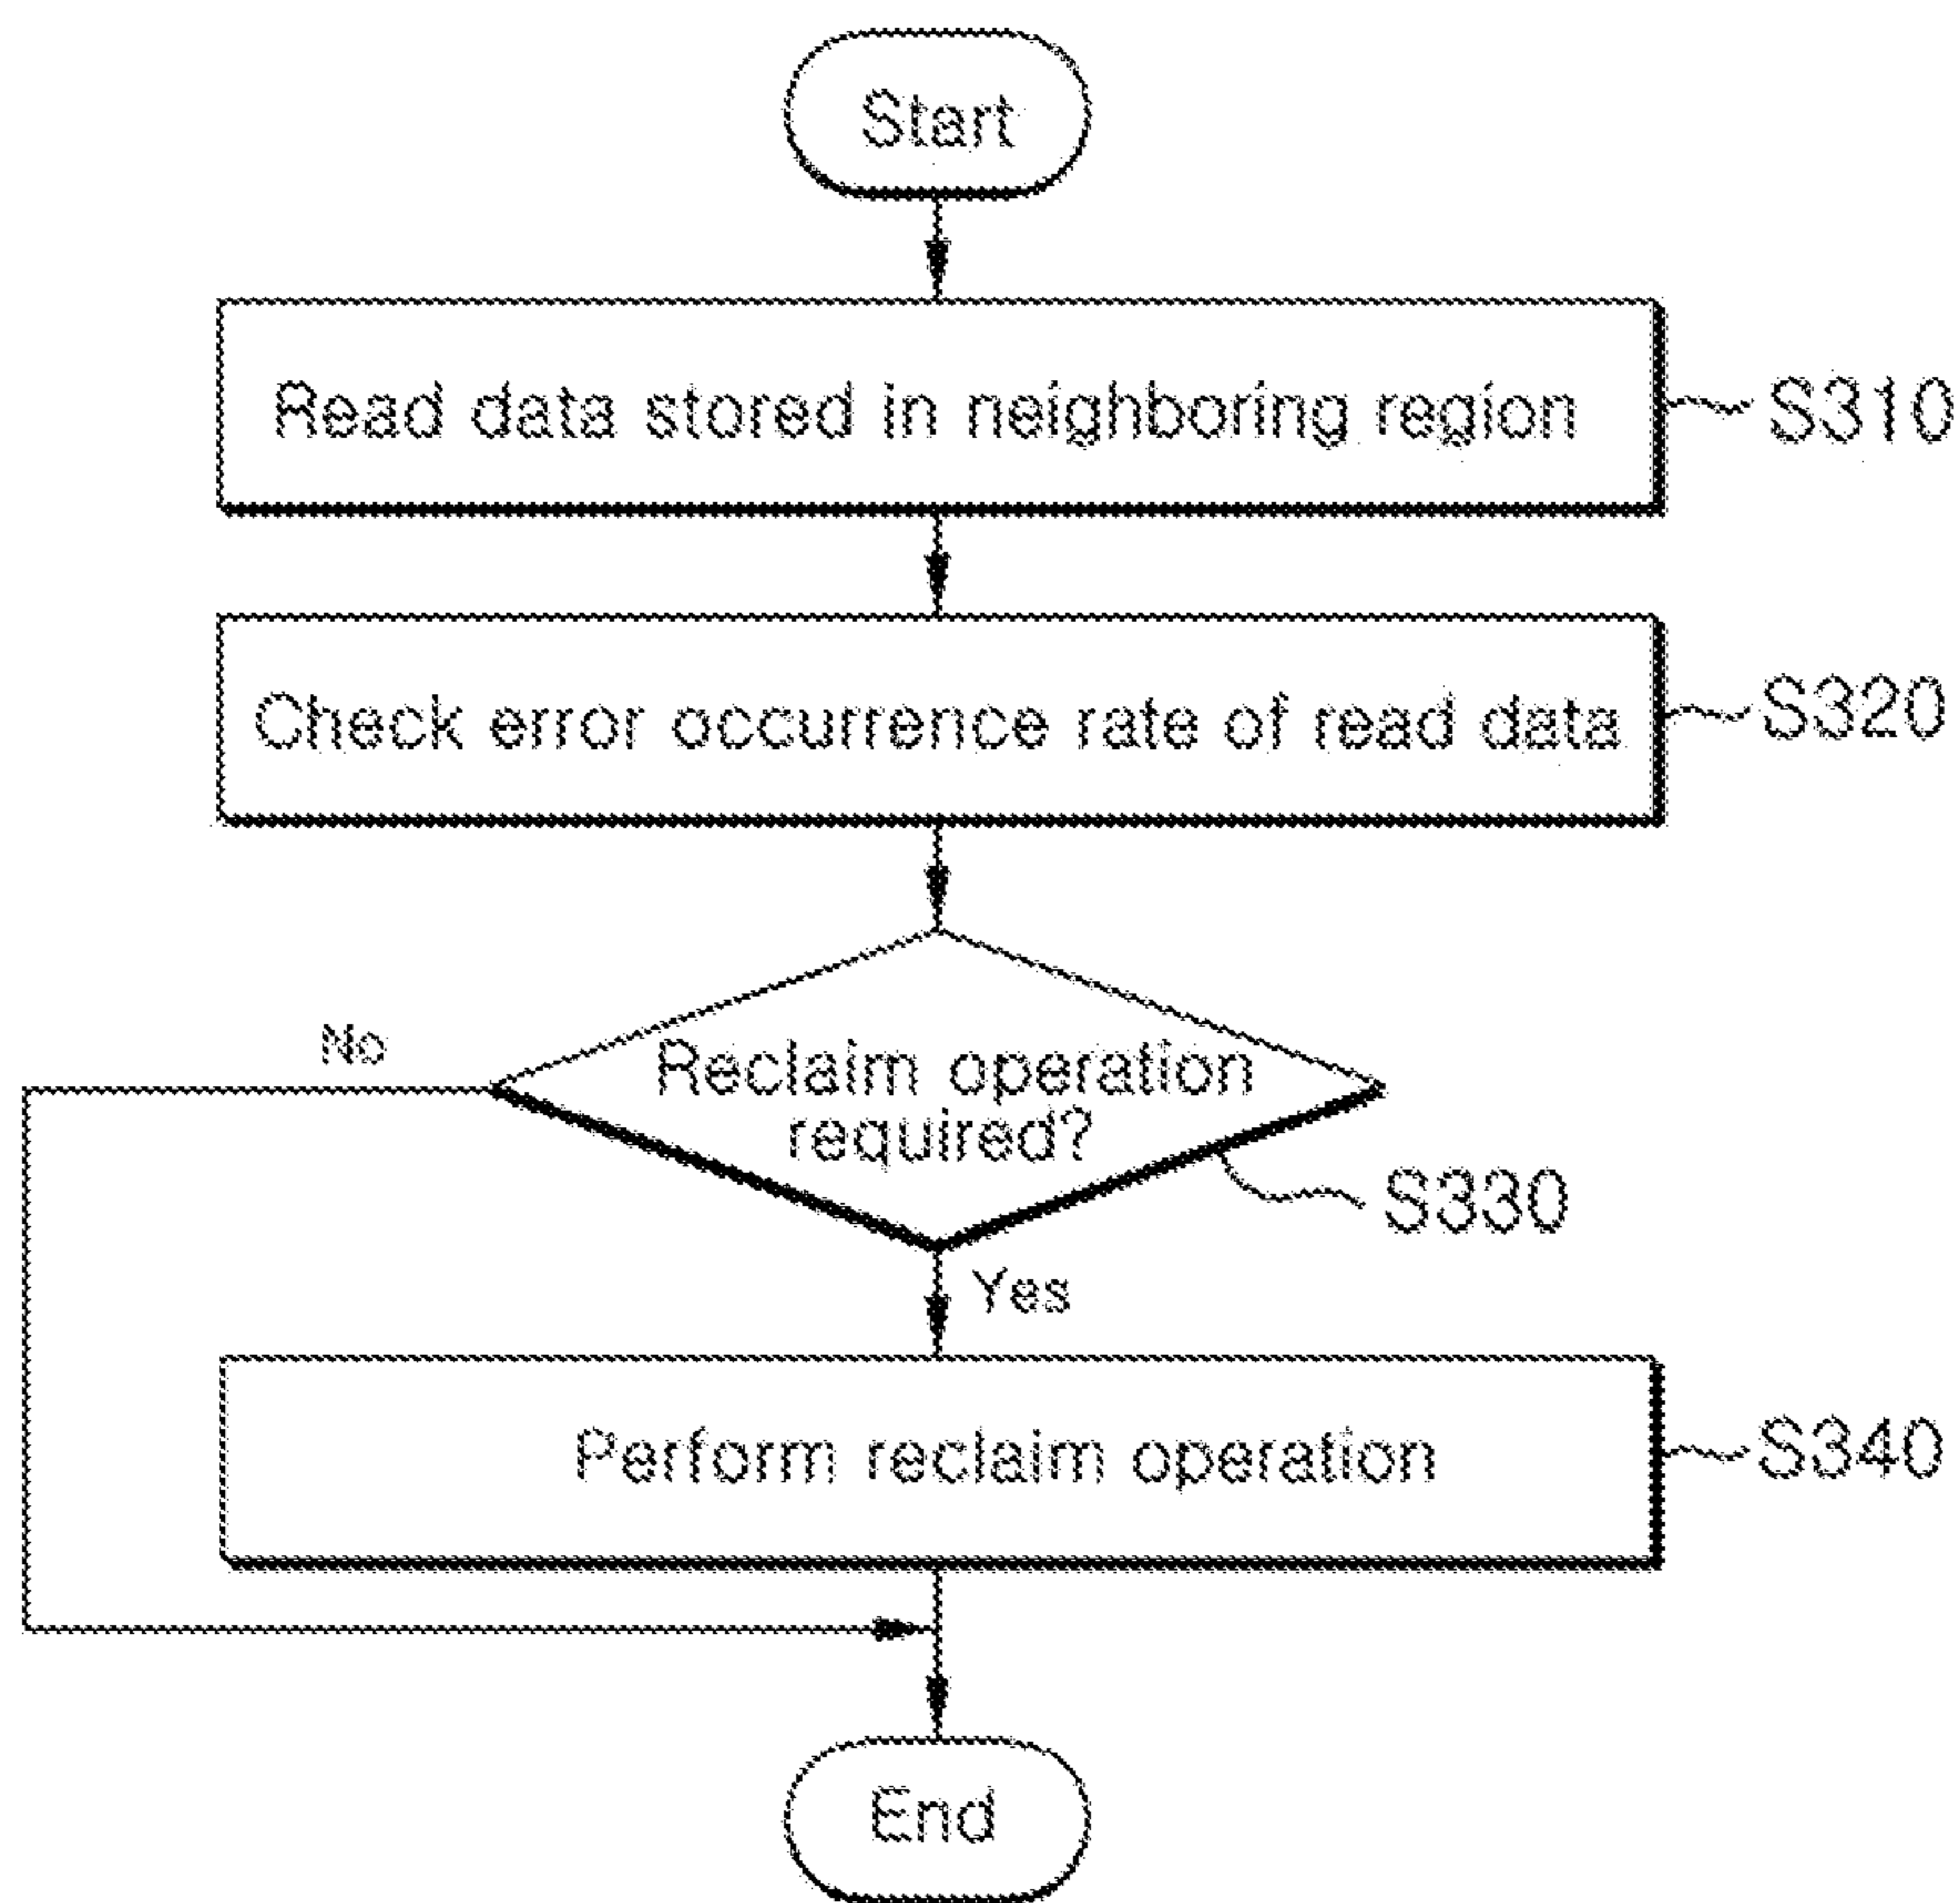 Start
Read data stored in neighboring region
S310
Check error occurrence rate of read data
S320
No
Reclaim operation
required?
S330
Yes
Perform reclaim operation
S340
End